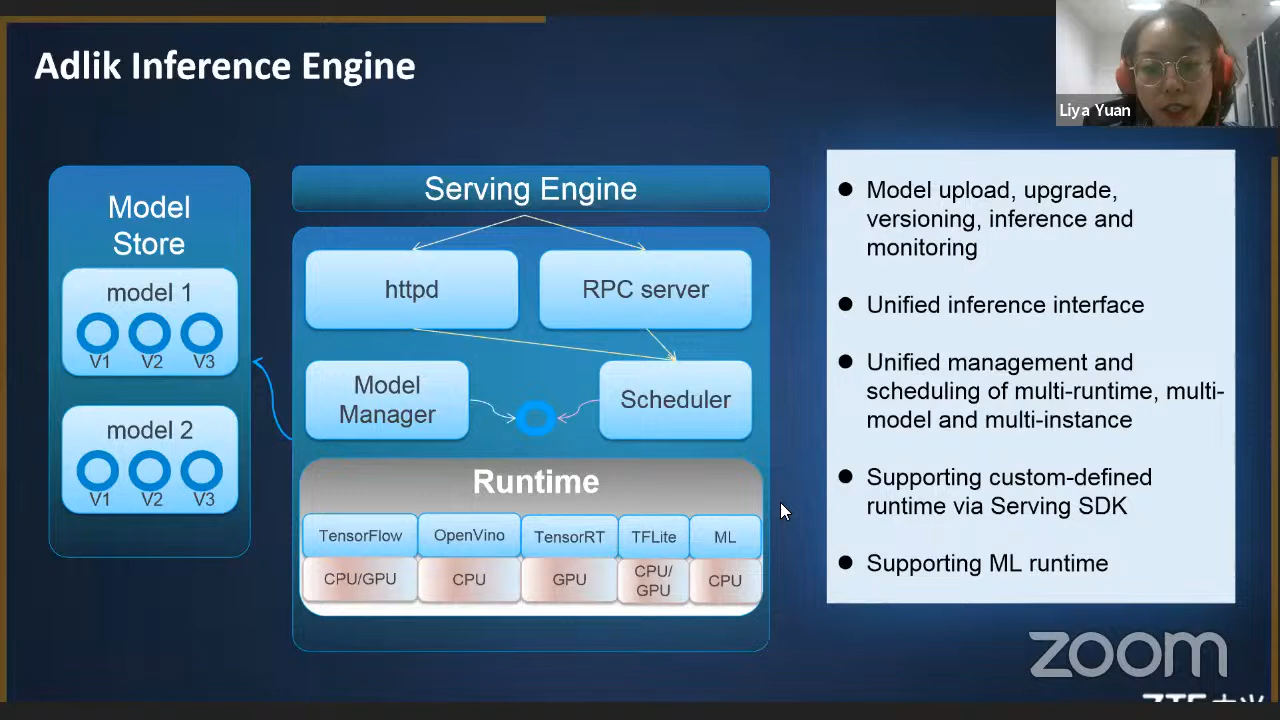 Adlik Inference Engine
Liya Yuan
Model
Store
model 1
V1 V2 V3
model 2
V1 V2 V3
Serving Engine
httpd
RPC server
Model
Manager
Scheduler
Runtime
TensorFlow OpenVino TensorRT TFLite ML
CPU/GPU CPU GPU CPU/ CPU
GPU
● Model upload, upgrade,
versioning, inference and
monitoring
● Unified inference interface
● Unified management and
scheduling of multi-runtime, multi-
model and multi-instance
● Supporting custom-defined
runtime via Serving SDK
● Supporting ML runtime
zoom